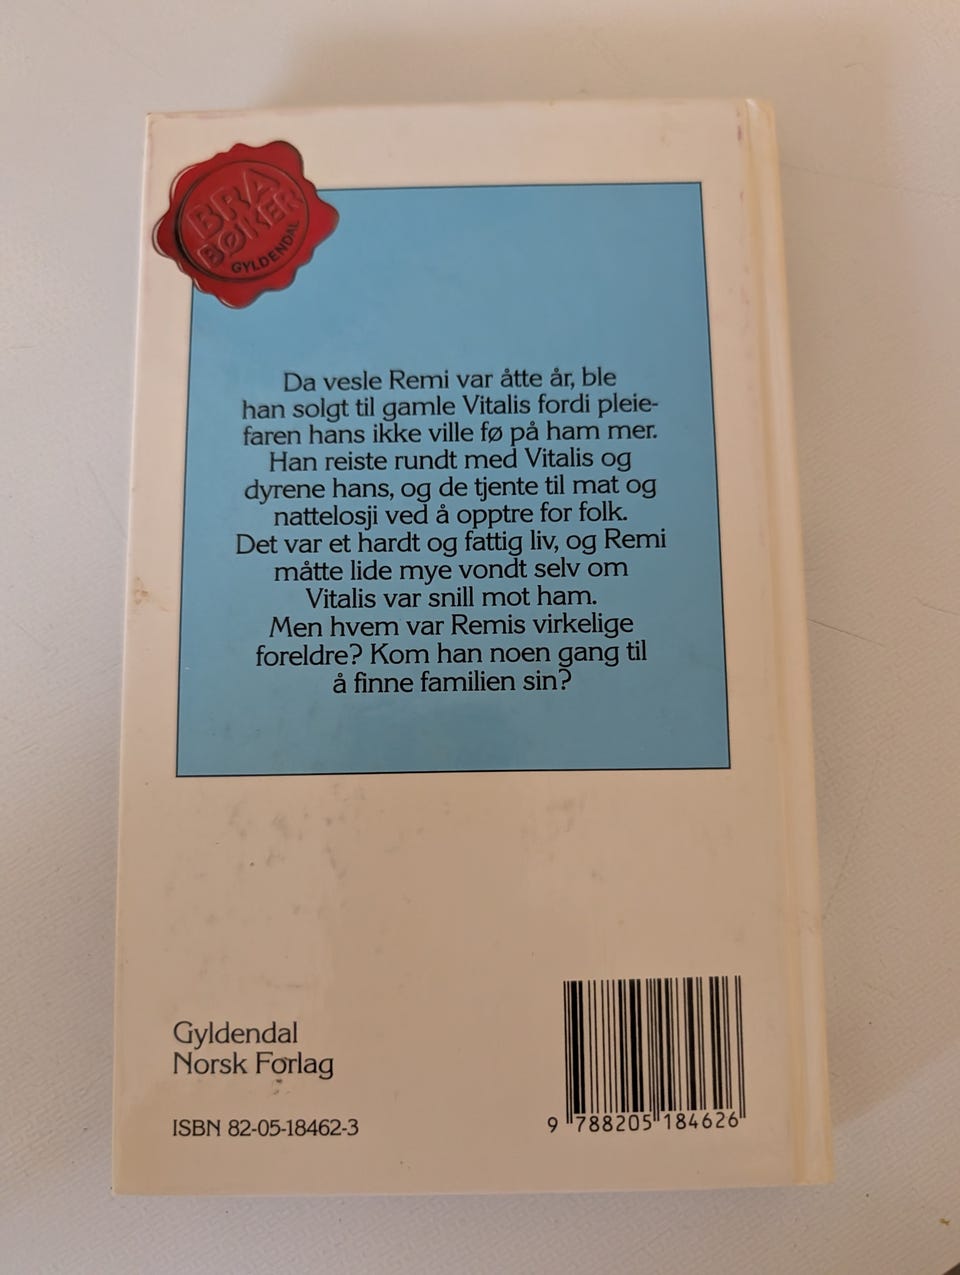 BRA
BØKER
GYLDENDAL
Da vesle Remi var åtte år, ble
han solgt til gamle Vitalis fordi pleie-
faren hans ikke ville fø på ham mer.
Han reiste rundt med Vitalis og
dyrene hans, og de tjente til mat og
nattelosji ved å opptre for folk.
Det var et hardt og fattig liv, og Remi
måtte lide mye vondt selv om
Vitalis var snill mot ham.
Men hvem var Remis virkelige
foreldre? Kom han noen gang til
å finne familien sin?
Gyldendal
Norsk Forlag
ISBN 82-05-18462-3
9 788205 184626